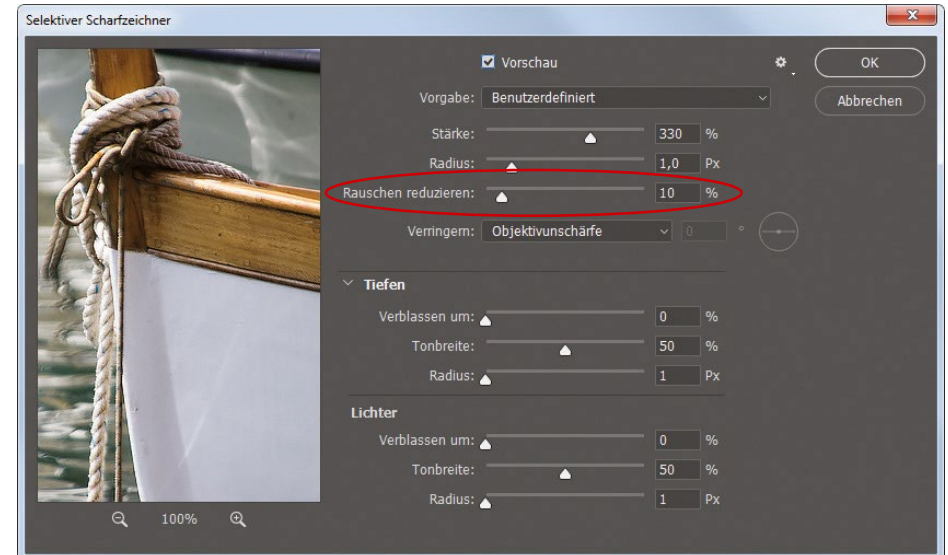 Selektiver Scharfzeichner
Vorschau
OK
Vorgabe: Benutzerdefiniert
Abbrechen
Stärke: 330 %
Radius: 1,0 Px
Rauschen reduzieren: 10 %
Verringern: Objektivunschärfe 0 °
Tiefen
Verblassen um: 0 %
Tonbreite: 50 %
Radius: 1 Px
Lichter
Verblassen um: 0 %
Tonbreite: 50 %
Radius: 1 Px
100%